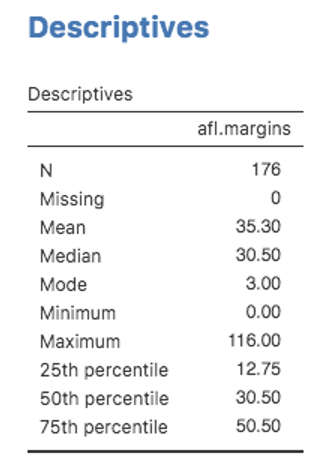 Descriptives
Descriptives
afl.margins
N 176
Missing 0
Mean 35.30
Median 30.50
Mode 3.00
Minimum 0.00
Maximum 116.00
25th percentile 12.75
50th percentile 30.50
75th percentile 50.50